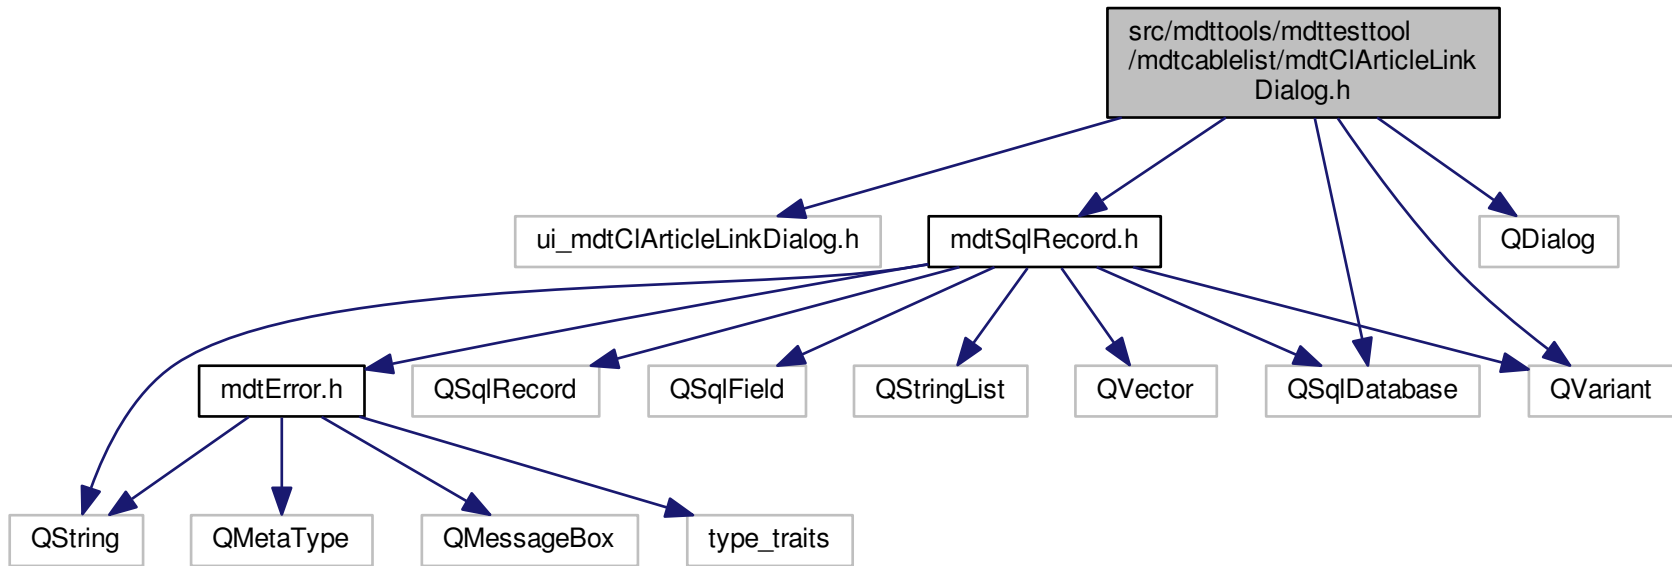 src/mdttools/mdttesttool
/mdtcablelist/mdtClArticleLink
Dialog.h
ui_mdtClArticleLinkDialog.h
mdtSqlRecord.h
QDialog
mdtError.h
QSqlRecord
QSqlField
QStringList
QVector
QSqlDatabase
QVariant
QString
QMetaType
QMessageBox
type_traits